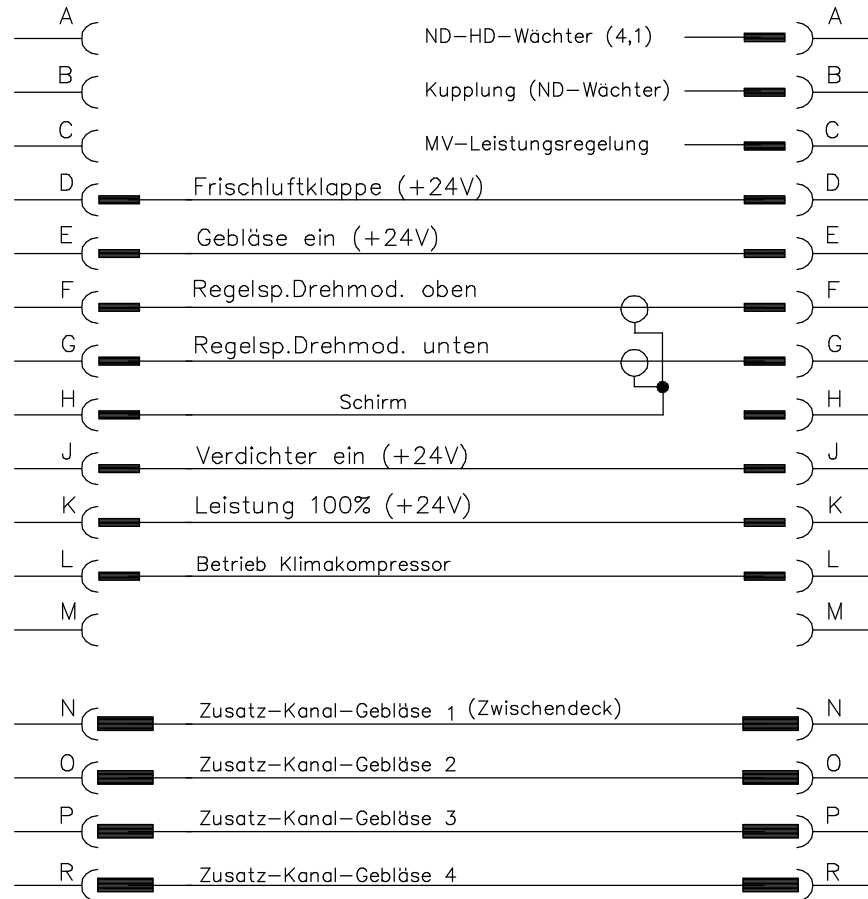 A ND-HD-Wächter (4,1) A
B Kupplung (ND-Wächter) B
C MV-Leistungsregelung C
D Frischluftklappe (+24V) D
E Gebläse ein (+24V) E
F Regelsp.Drehmod. oben F
G Regelsp.Drehmod. unten G
H Schirm H
J Verdichter ein (+24V) J
K Leistung 100% (+24V) K
L Betrieb Klimakompressor L
M M
N Zusatz-Kanal-Gebläse 1 (Zwischendeck) N
O Zusatz-Kanal-Gebläse 2 O
P Zusatz-Kanal-Gebläse 3 P
R Zusatz-Kanal-Gebläse 4 R